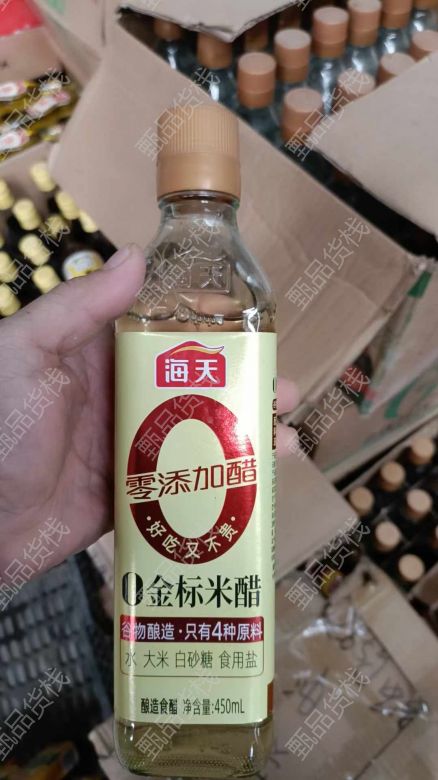 海天
海天
零添加醋
·好吃又不贵·
0金标米醋
谷物酿造·只有4种原料
水 大米 白砂糖 食用盐
酿造食醋 净含量:450mL
甄品货栈